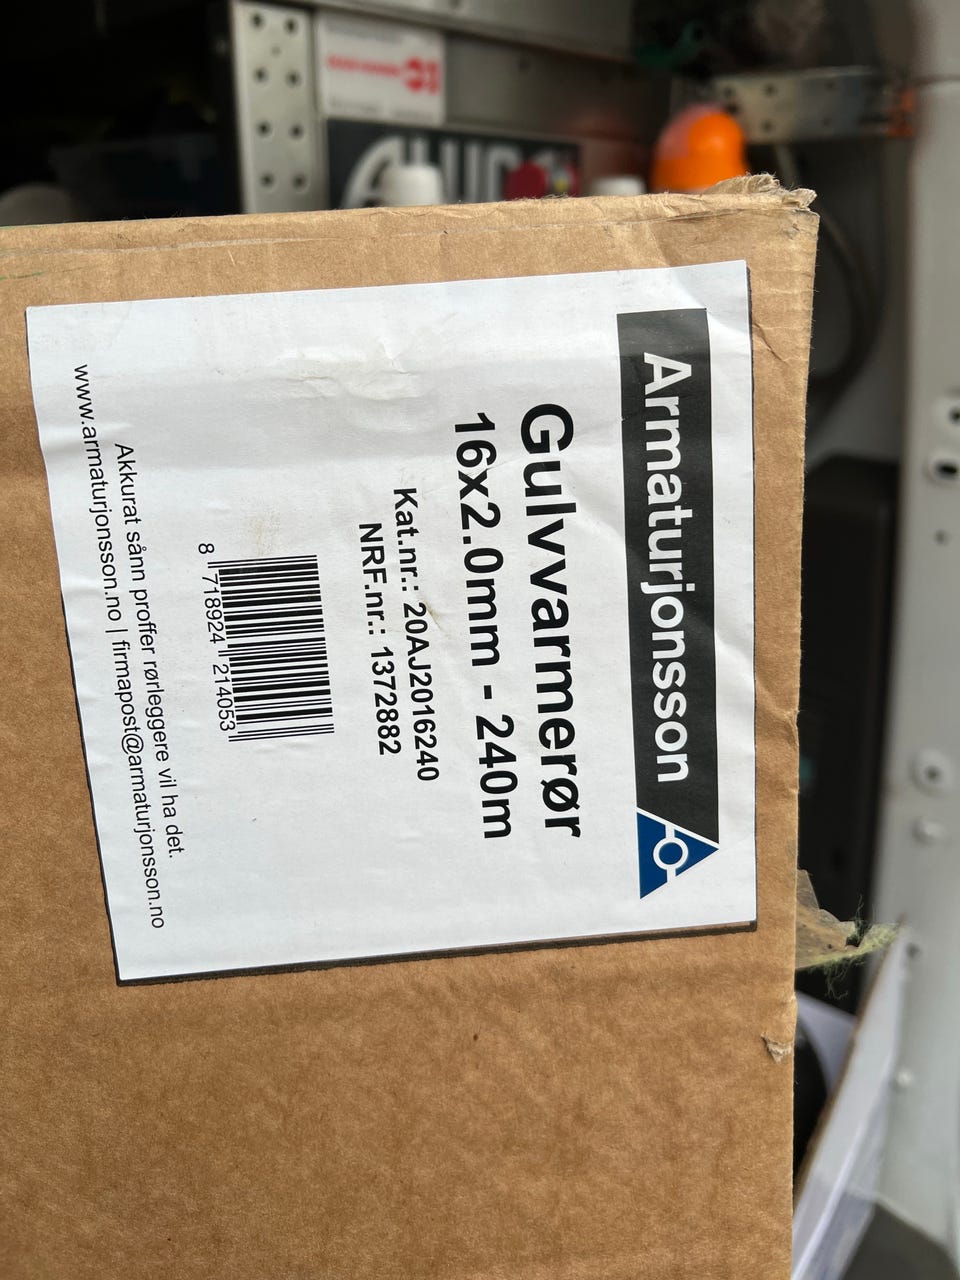 Armaturjonsson
Gulvvarmerør
16x2.0mm - 240m
Kat.nr.: 20AJ2016240
NRF.nr.: 1372882
8 718924 214053
Akkurat sånn proffer rørleggere vil ha det.
www.armaturjonsson.no | firmapost@armaturjonsson.no